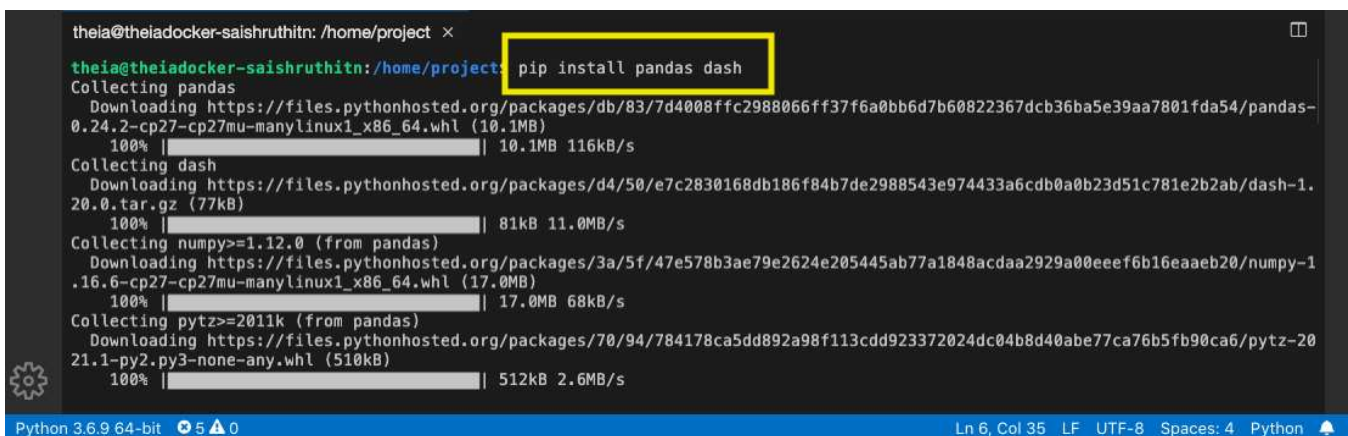 theia@theiadocker-saishruthitn: /home/project ×
theia@theiadocker-saishruthitn:/home/project$ pip install pandas dash
Collecting pandas
  Downloading https://files.pythonhosted.org/packages/db/83/7d4008ffc2988066ff37f6a0bb6d7b60822367dcb36ba5e39aa7801fda54/pandas-
0.24.2-cp27-cp27mu-manylinux1_x86_64.whl (10.1MB)
    100% |████████████████████████████████| 10.1MB 116kB/s
Collecting dash
  Downloading https://files.pythonhosted.org/packages/d4/50/e7c2830168db186f84b7de2988543e974433a6cdb0a0b23d51c781e2b2ab/dash-1.
20.0.tar.gz (77kB)
    100% |████████████████████████████████| 81kB 11.0MB/s
Collecting numpy>=1.12.0 (from pandas)
  Downloading https://files.pythonhosted.org/packages/3a/5f/47e578b3ae79e2624e205445ab77a1848acdaa2929a00eeef6b16eaaeb20/numpy-1
.16.6-cp27-cp27mu-manylinux1_x86_64.whl (17.0MB)
    100% |████████████████████████████████| 17.0MB 68kB/s
Collecting pytz>=2011k (from pandas)
  Downloading https://files.pythonhosted.org/packages/70/94/784178ca5dd892a98f113cdd923372024dc04b8d40abe77ca76b5fb90ca6/pytz-20
21.1-py2.py3-none-any.whl (510kB)
    100% |████████████████████████████████| 512kB 2.6MB/s
Python 3.6.9 64-bit 5 0 Ln 6, Col 35 LF UTF-8 Spaces: 4 Python